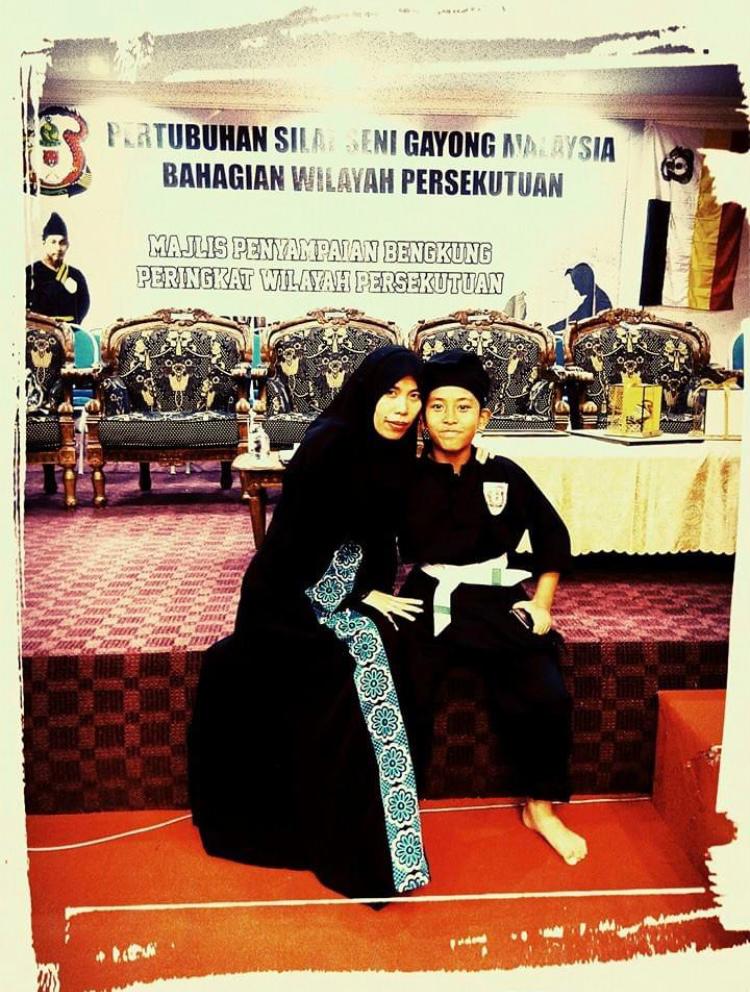 PERTUBUHAN SILAT SENI GAYONG MALAYSIA
BAHAGIAN WILAYAH PERSEKUTUAN
MAJLIS PENYAMPAIAN BENGKUNG
PERINGKAT WILAYAH PERSEKUTUAN